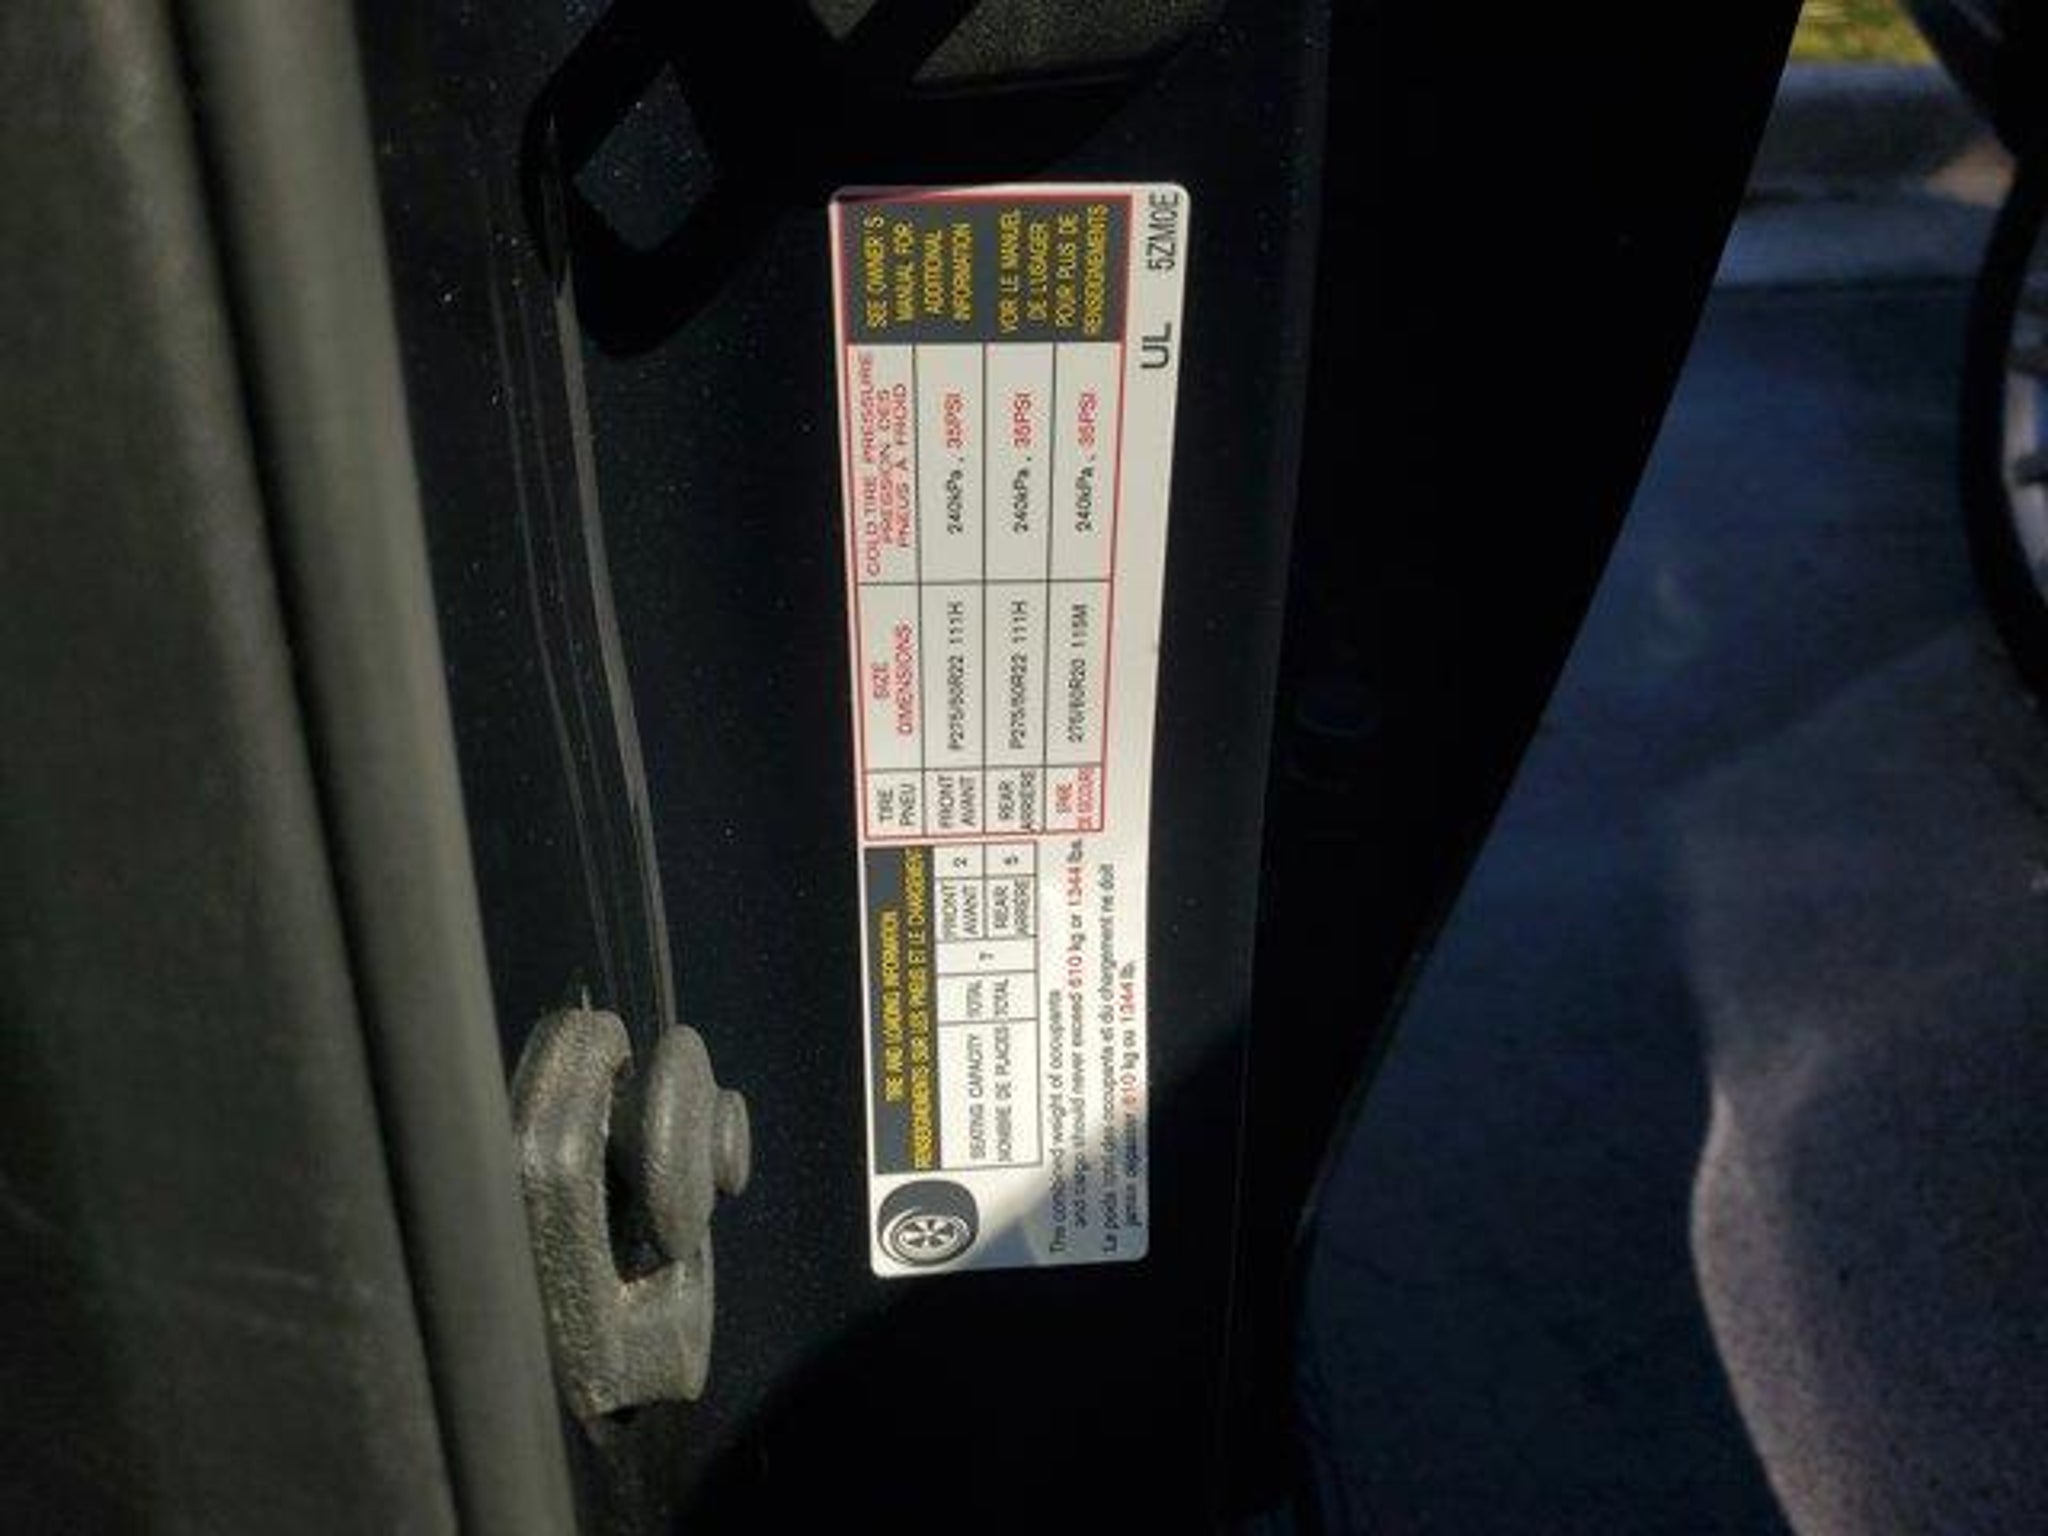 TIRE AND LOADING INFORMATION
RENSEIGNEMENTS SUR LES PNEUS ET LE CHARGEMENT
SEATING CAPACITY TOTAL 7 FRONT AVANT 2
NOMBRE DE PLACES TOTAL REAR ARRIÈRE 5
The combined weight of occupants
and cargo should never exceed 610 kg or 1344 lbs.
Le poids total des occupants et du chargement ne doit
jamais dépasser 610 kg ou 1344 lb.
TIRE PNEU
SIZE DIMENSIONS
COLD TIRE PRESSURE
PRESSION DES
PNEUS A FROID
FRONT AVANT P275/50R22 111H 240kPa, 35PSI
REAR ARRIÈRE P275/50R22 111H 240kPa, 35PSI
DE SECOURS 275/60R20 115M 240kPa, 35PSI
SEE OWNER'S
MANUAL FOR
ADDITIONAL
INFORMATION
VOIR LE MANUEL
DE L'USAGER
POUR PLUS DE
RENSEIGNEMENTS
UL 5ZM0E